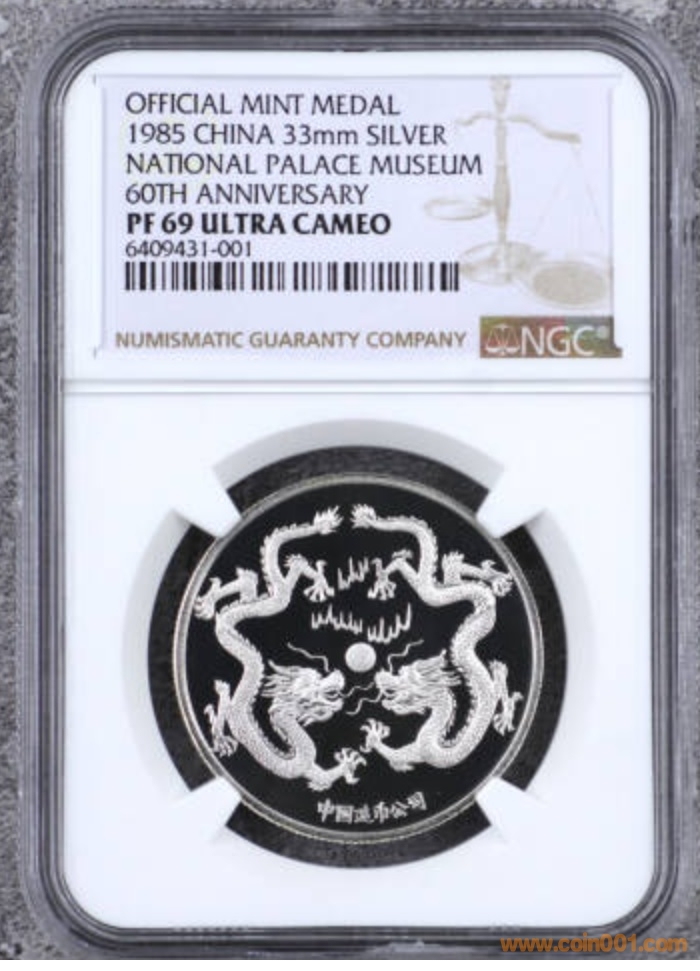 OFFICIAL MINT MEDAL
1985 CHINA 33mm SILVER
NATIONAL PALACE MUSEUM
60TH ANNIVERSARY
PF 69 ULTRA CAMEO
6409431-001
NUMISMATIC GUARANTY COMPANY
NGC®
中国造币公司
www.coin001.com